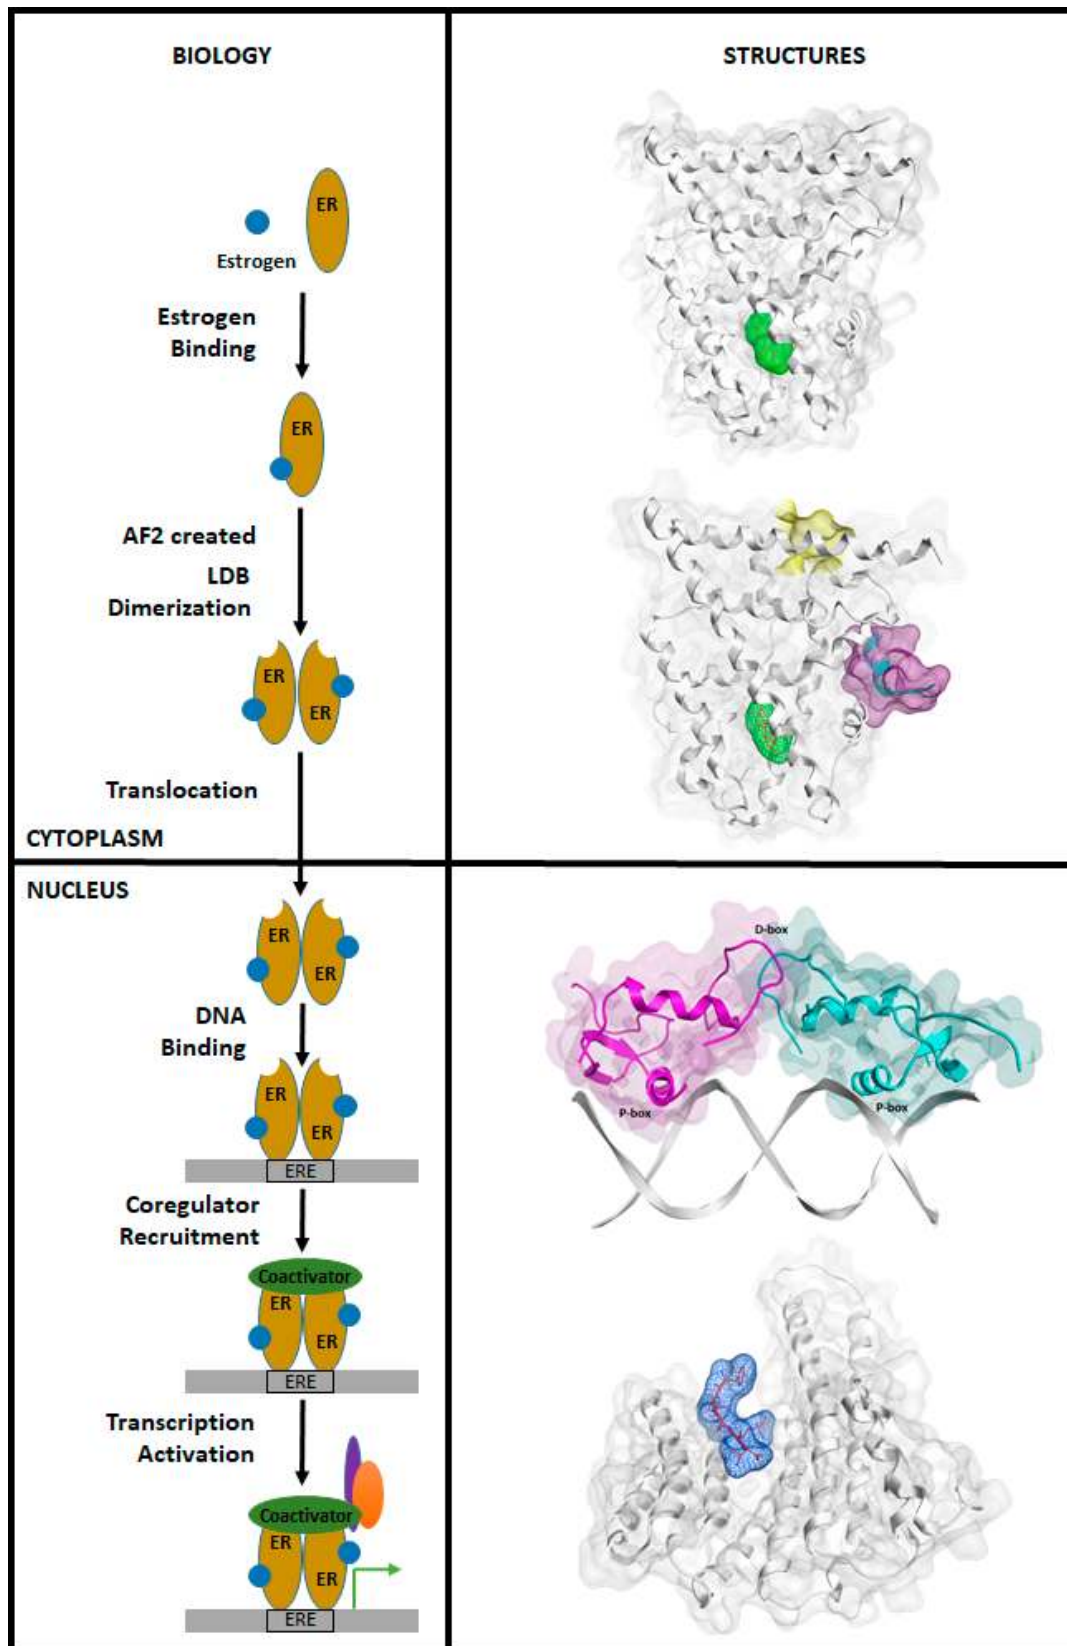 BIOLOGY
STRUCTURES
ER
Estrogen
Estrogen
Binding
ER
AF2 created
LDB
Dimerization
ER
ER
Translocation
CYTOPLASM
NUCLEUS
ER
ER
DNA
Binding
ER
ER
ERE
Coregulator
Recruitment
Coactivator
ER
ER
ERE
Transcription
Activation
Coactivator
ER
ER
ERE
D-box
P-box
P-box